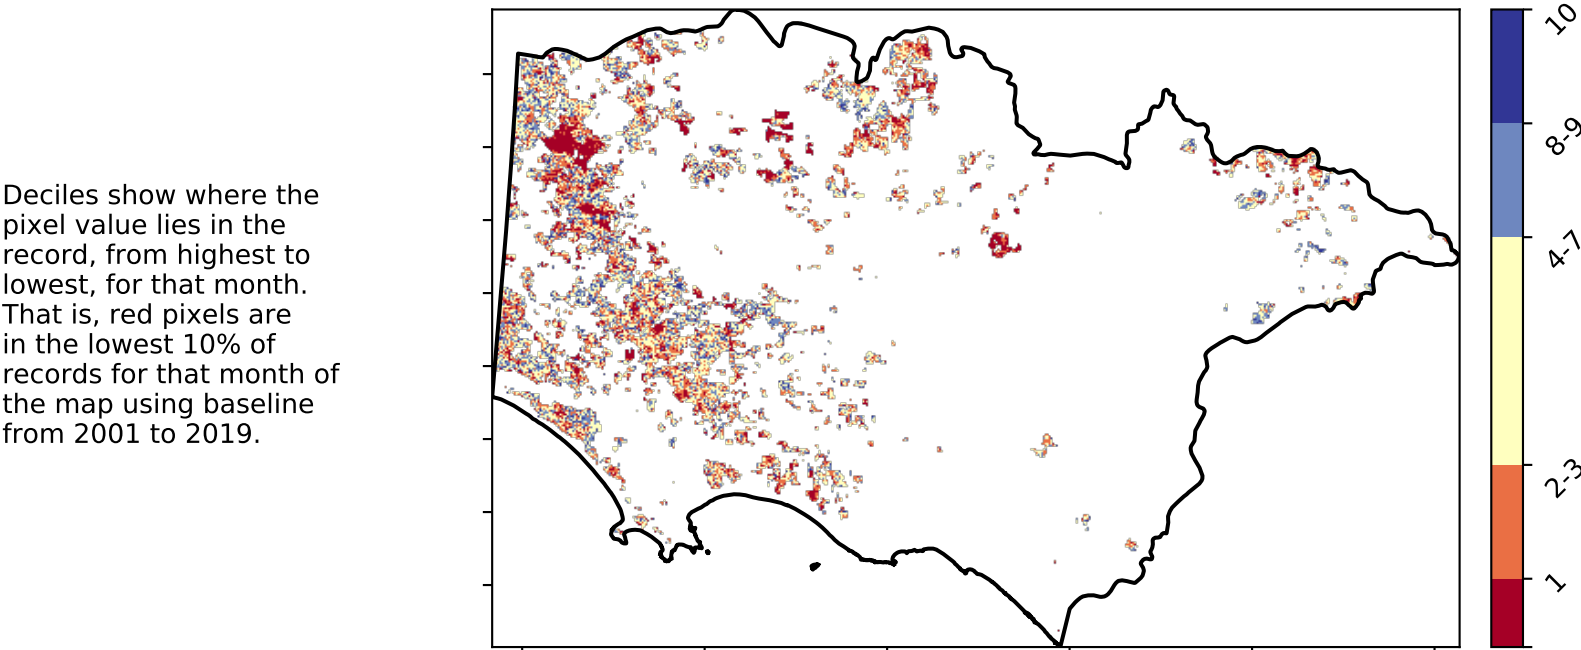 Deciles show where the
pixel value lies in the
record, from highest to
lowest, for that month.
That is, red pixels are
in the lowest 10% of
records for that month of
the map using baseline
from 2001 to 2019.
10
8-9
4-7
2-3
1